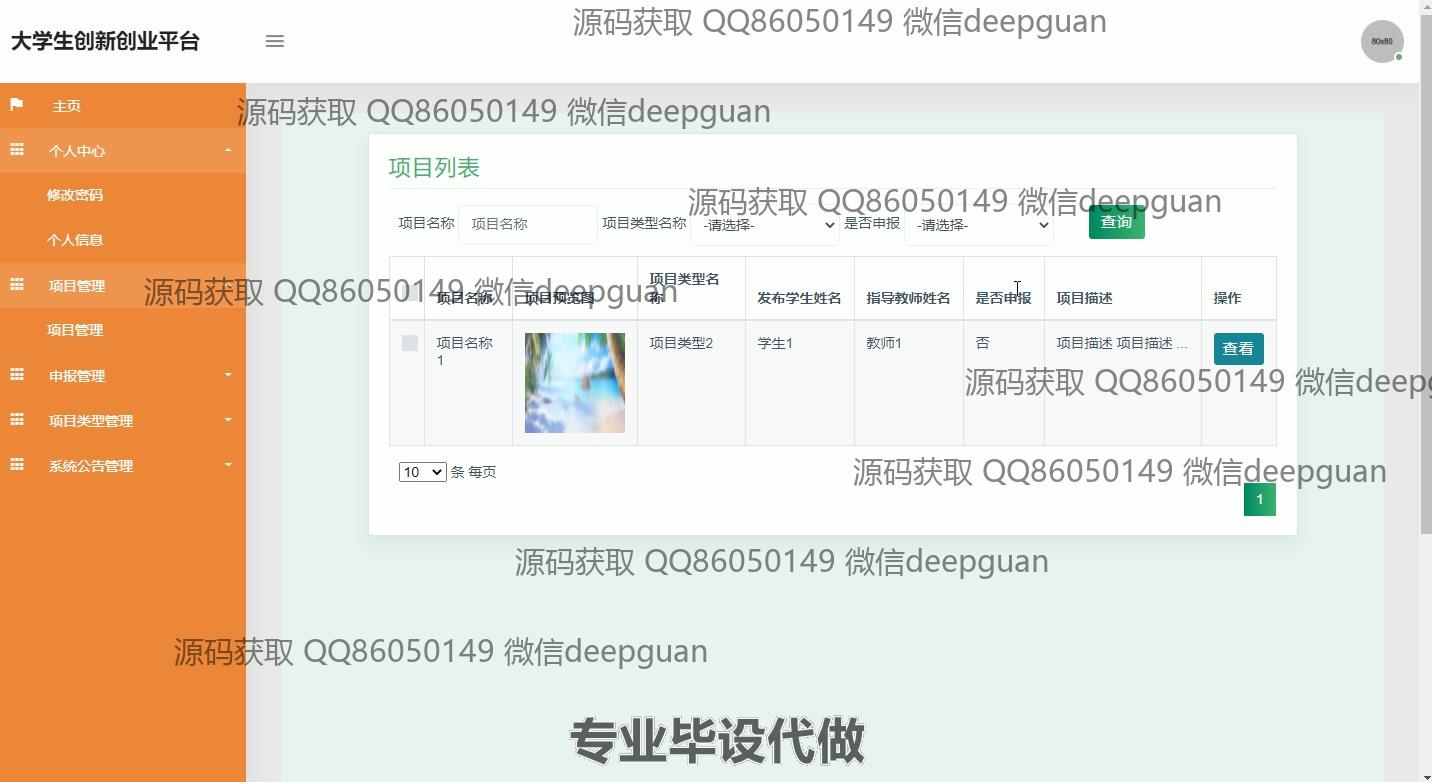 源码获取 QQ86050149 微信deepguan
大学生创新创业平台
80x80
主页
源码获取 QQ86050149 微信deepguan
个人中心
修改密码
个人信息
项目管理
项目管理
申报管理
项目类型管理
系统公告管理
项目列表
源码获取 QQ86050149 微信deepguan
项目名称 项目名称 项目类型名称 -请选择- 是否申报 -请选择- 查询
源码获取 QQ86050149 微信deepguan
项目名称 项目预览图 项目类型名称 发布学生姓名 指导教师姓名 是否申报 项目描述 操作
项目名称1 项目类型2 学生1 教师1 否 项目描述 项目描述 ... 查看
源码获取 QQ86050149 微信deepg
10 条 每页
源码获取 QQ86050149 微信deepguan
1
源码获取 QQ86050149 微信deepguan
源码获取 QQ86050149 微信deepguan
专业毕设代做